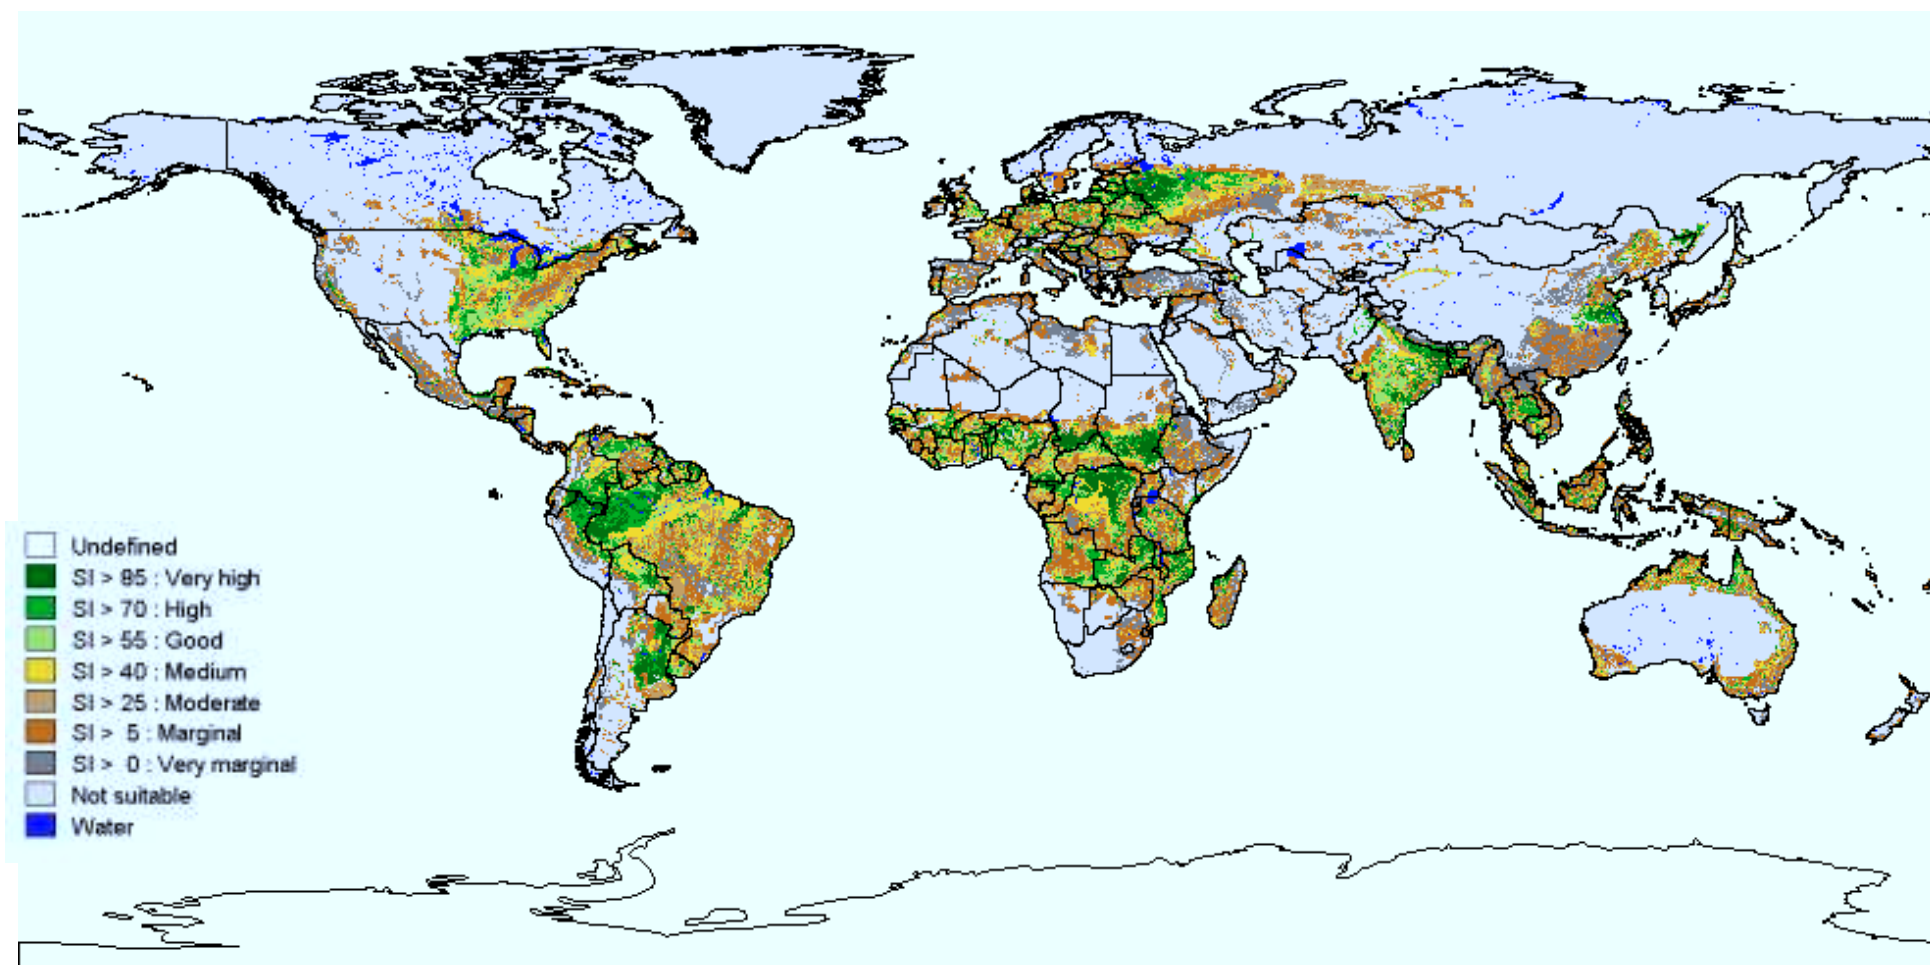 Undefined
SI > 85 : Very high
SI > 70 : High
SI > 55 : Good
SI > 40 : Medium
SI > 25 : Moderate
SI > 5 : Marginal
SI > 0 : Very marginal
Not suitable
Water